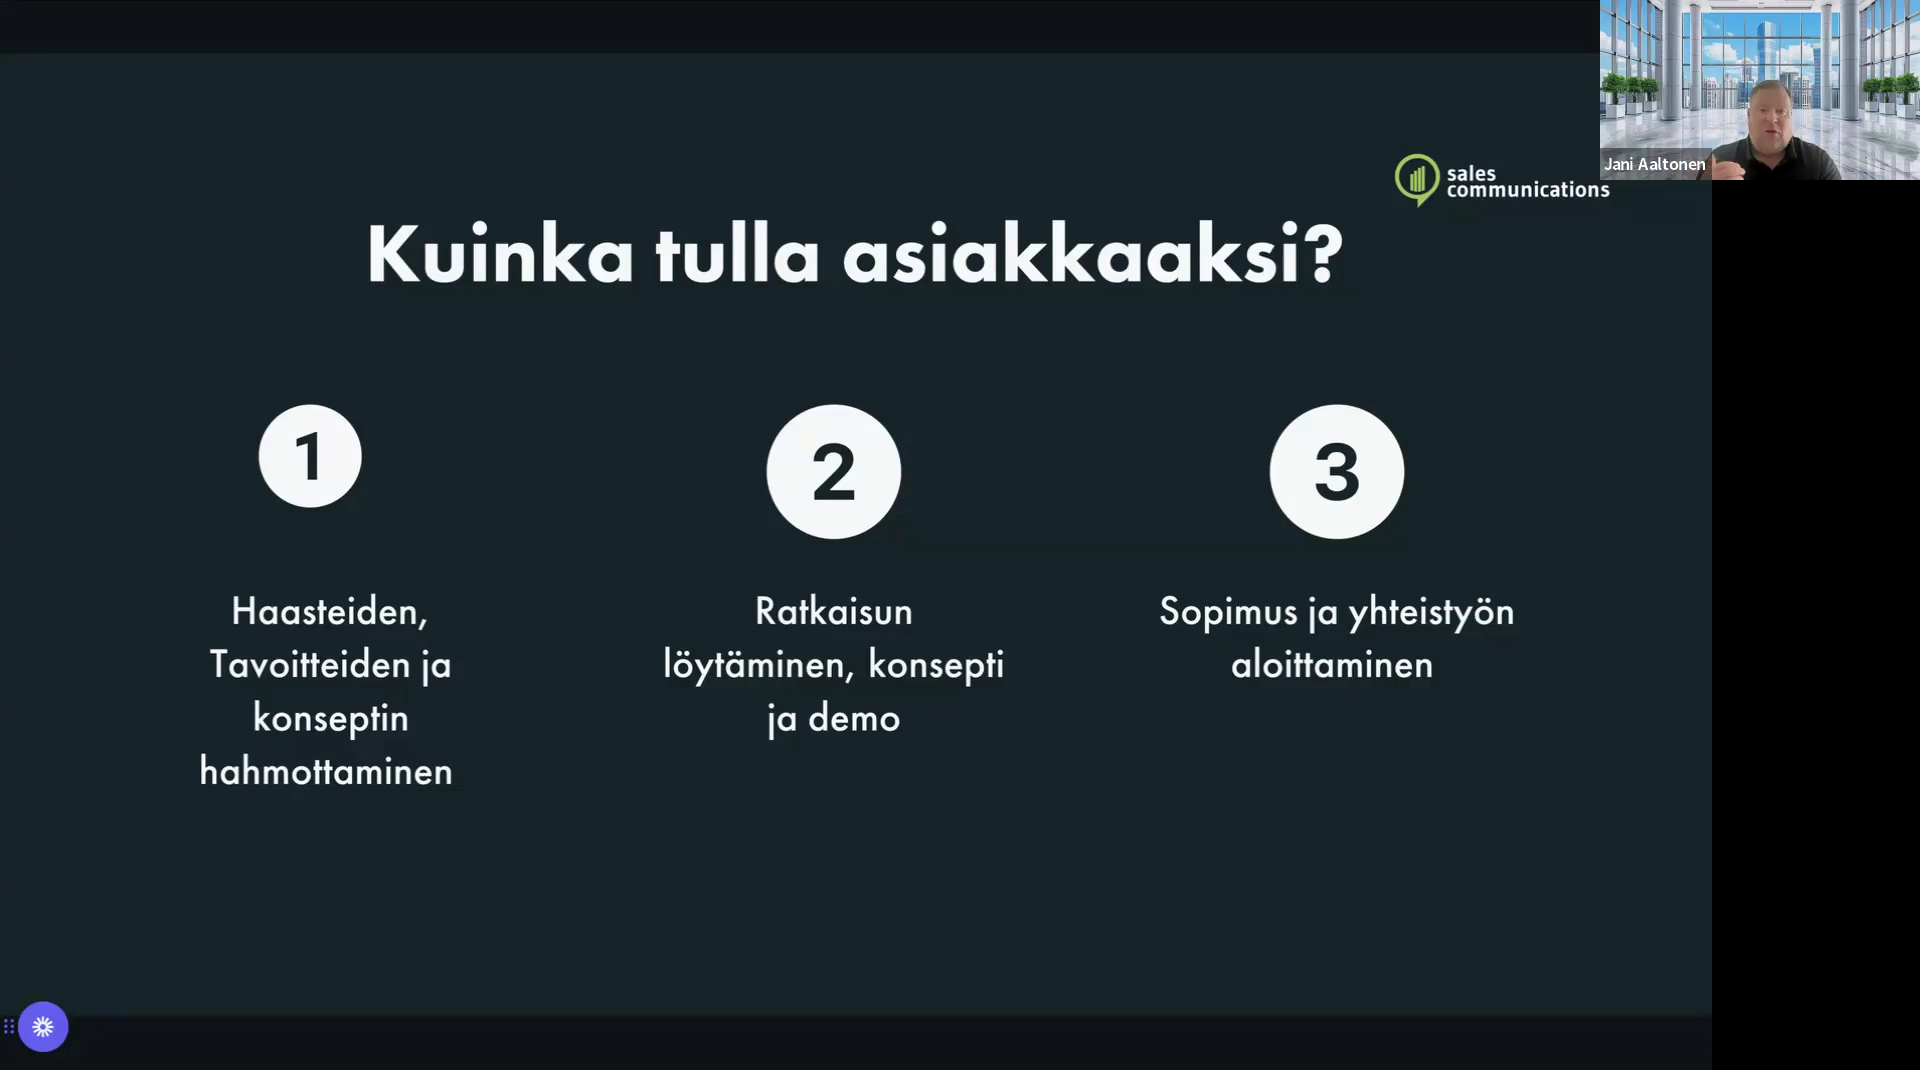 Jani Aaltonen
sales
communications
Kuinka tulla asiakkaaksi?
1
Haasteiden,
Tavoitteiden ja
konseptin
hahmottaminen
2
Ratkaisun
löytäminen, konsepti
ja demo
3
Sopimus ja yhteistyön
aloittaminen